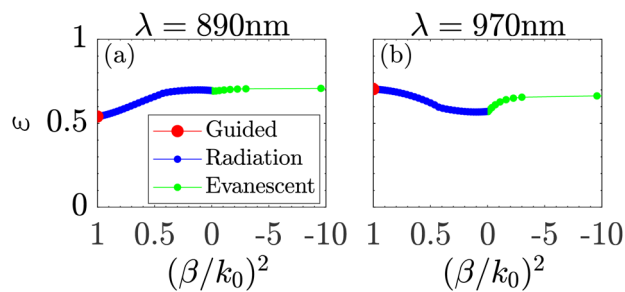 λ = 890nm
λ = 970nm
(a)
(b)
1
0.5
0
ε
Guided
Radiation
Evanescent
1 0.5 0 -5 -10
1 0.5 0 -5 -10
(β/k₀)²
(β/k₀)²